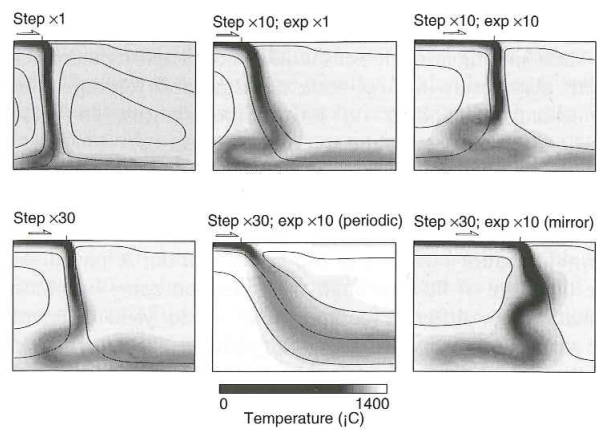 Step ×1
Step ×10; exp ×1
Step ×10; exp ×10
Step ×30
Step ×30; exp ×10 (periodic)
Step ×30; exp ×10 (mirror)
0
1400
Temperature (¡C)